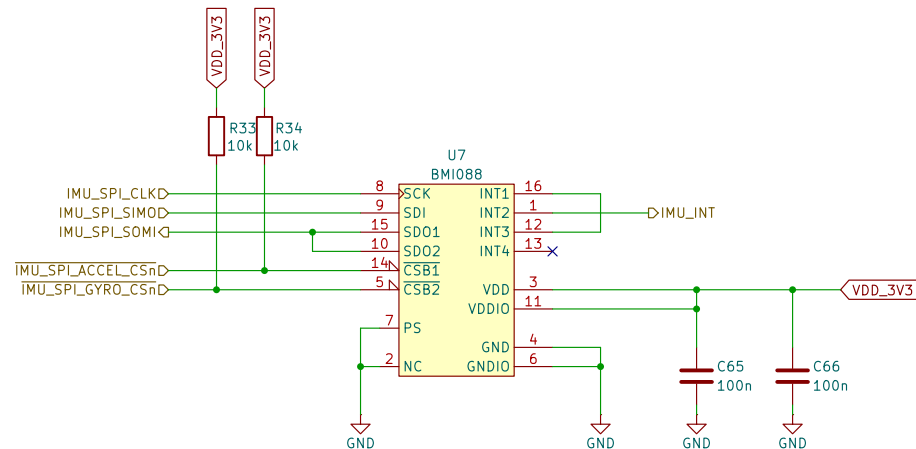 VDD_3V3
VDD_3V3
R33
10k
R34
10k
U7
BMI088
IMU_SPI_CLK
8
SCK
INT1
16
IMU_SPI_SIMO
9
SDI
INT2
1
IMU_INT
IMU_SPI_SOMI
15
SDO1
INT3
12
10
SDO2
INT4
13
IMU_SPI_ACCEL_CSn
14
CSB1
IMU_SPI_GYRO_CSn
5
CSB2
VDD
3
VDD_3V3
VDDIO
11
7
PS
GND
4
2
NC
GNDIO
6
C65
100n
C66
100n
GND
GND
GND
GND